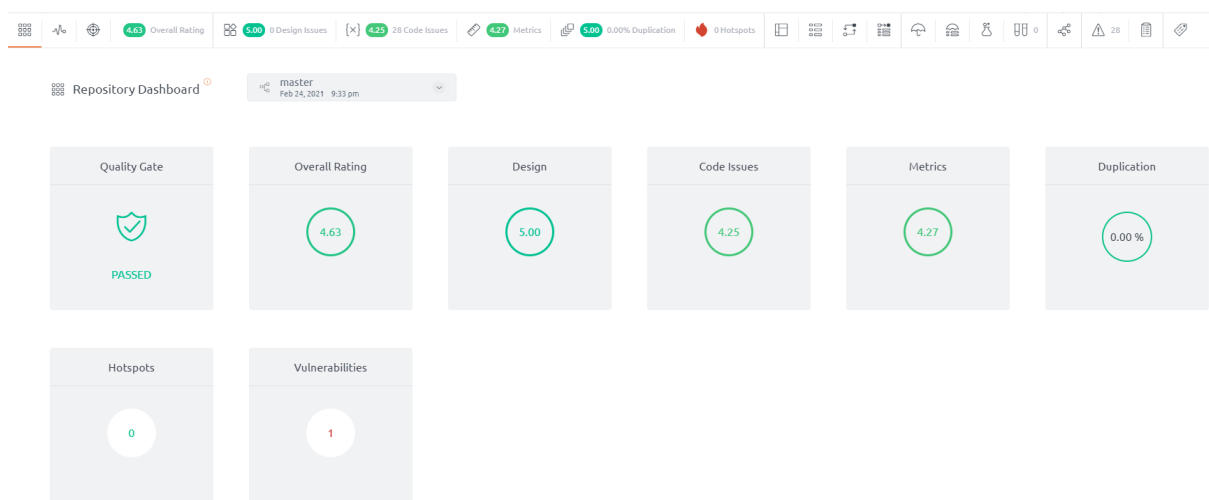 4.63 Overall Rating 5.00 0 Design Issues {×} 4.25 28 Code Issues 4.27 Metrics 5.00 0.00% Duplication 0 Hotspots 0 28
Repository Dashboard
master
Feb 24, 2021 9:33 pm
Quality Gate Overall Rating Design Code Issues Metrics Duplication
4.63 5.00 4.25 4.27 0.00 %
PASSED
Hotspots Vulnerabilities
0 1